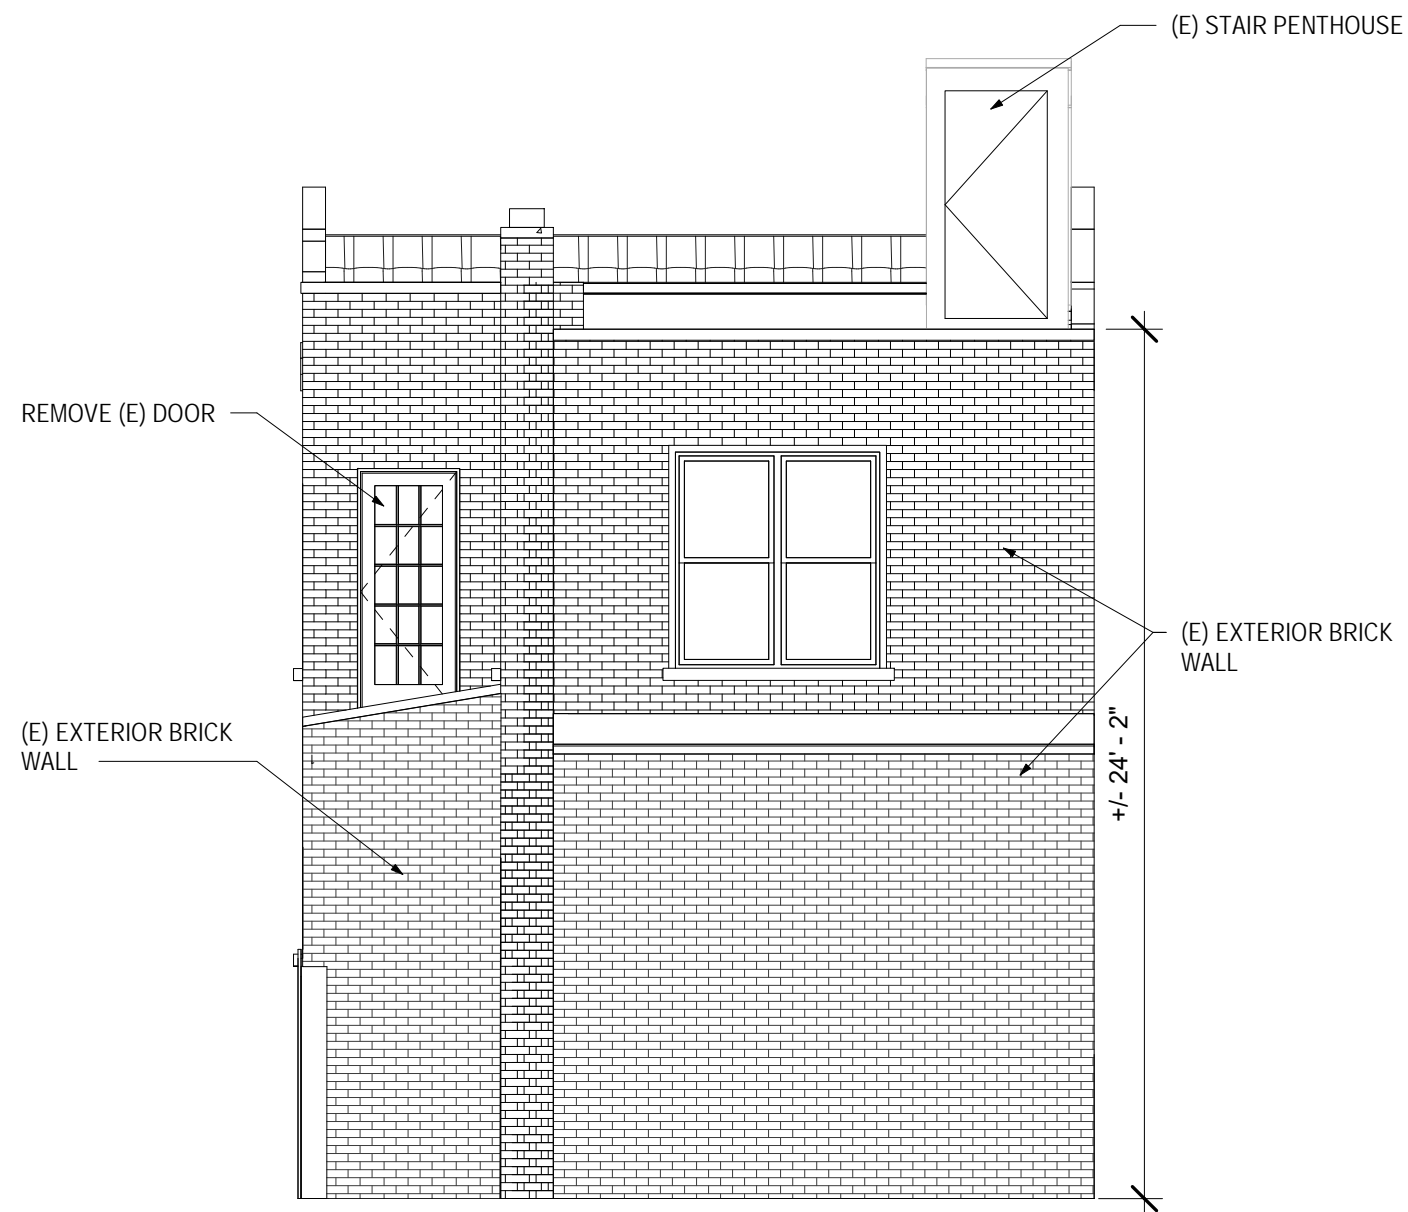 (E) STAIR PENTHOUSE
REMOVE (E) DOOR
(E) EXTERIOR BRICK
WALL
(E) EXTERIOR BRICK
WALL
+/- 24' - 2"